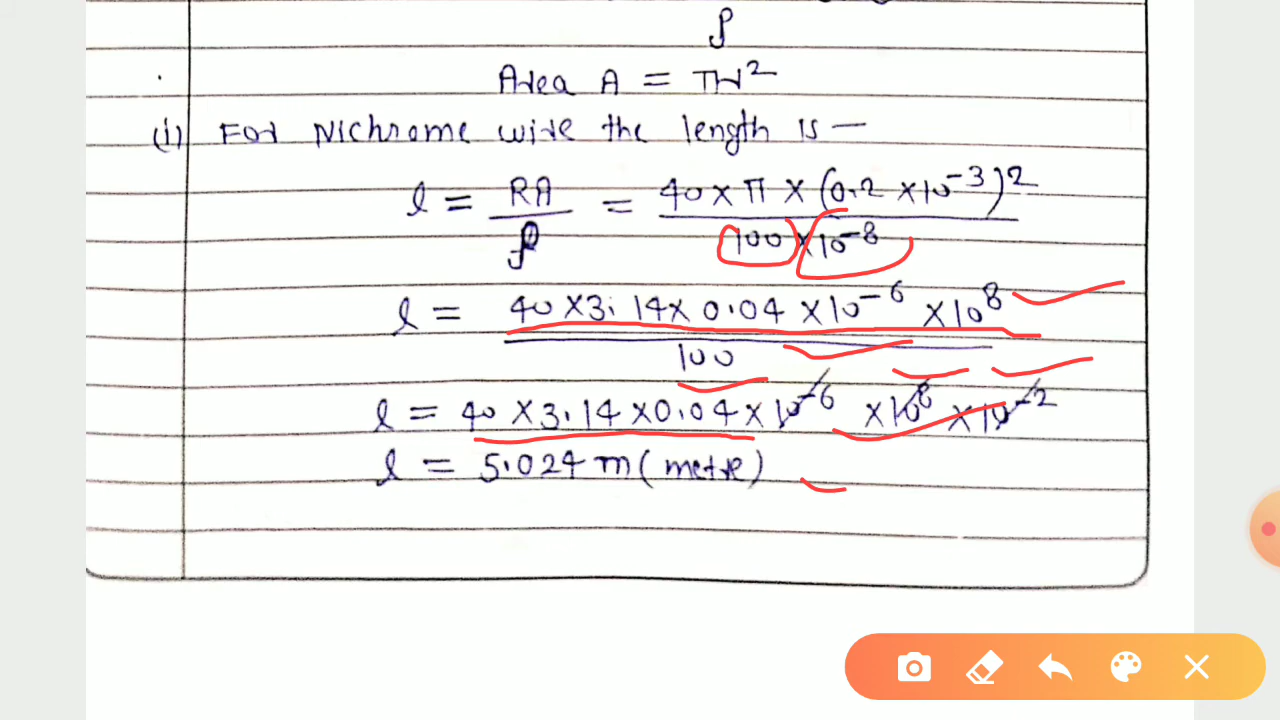 ρ
Area A = πr²
(i) For Nichrome wire the length is —
l = RA/ρ = 40 × π × (0.2 × 10⁻³)² / 100 × 10⁻⁸
l = 40 × 3.14 × 0.04 × 10⁻⁶ × 10⁸ / 100
l = 40 × 3.14 × 0.04 × 10⁻⁶ × 10⁸ × 10⁻²
l = 5.024 m (metre)